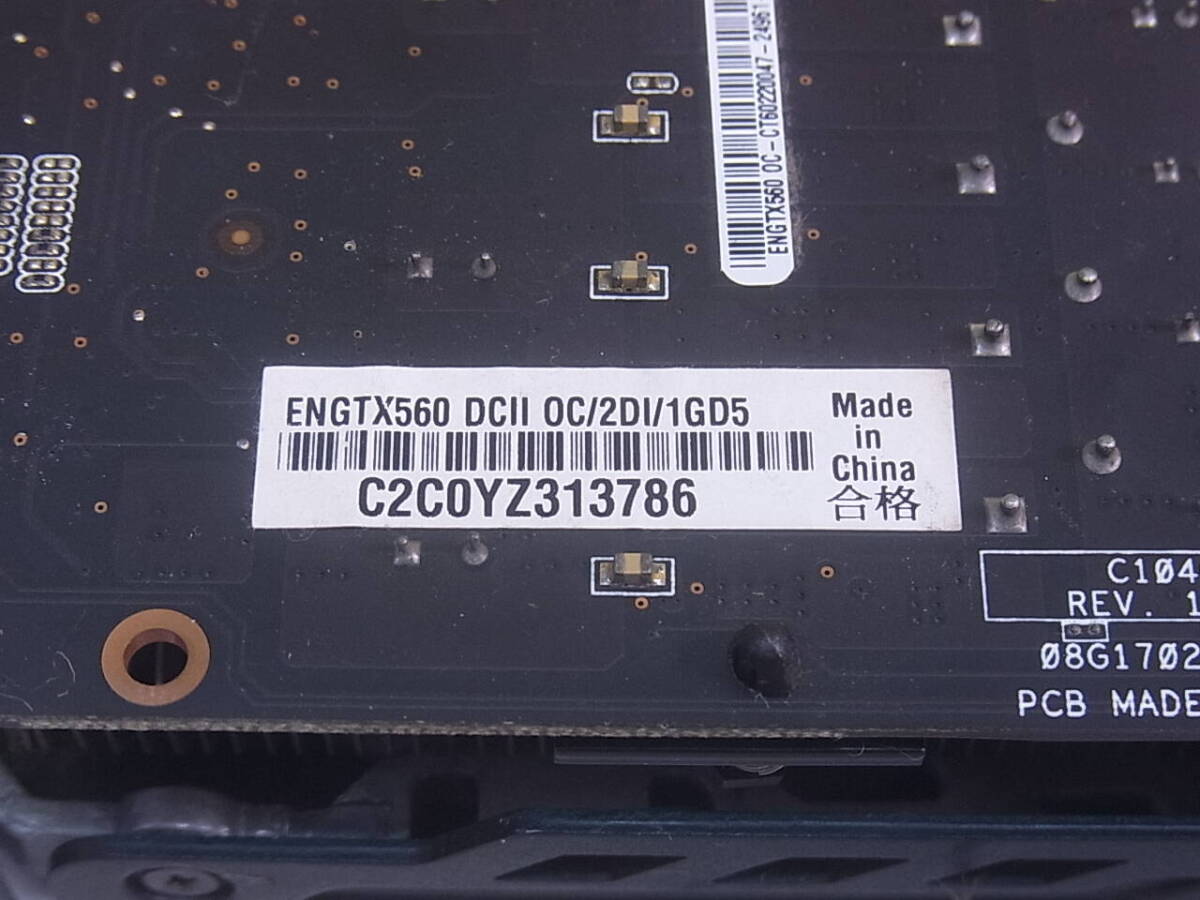 ENGTX560 OC-CT60220047-24961
ENGTX560 DCII OC/2DI/1GD5
C2C0YZ313786
Made
in
China
合格
C104
REV. 1
08G1702
PCB MADE